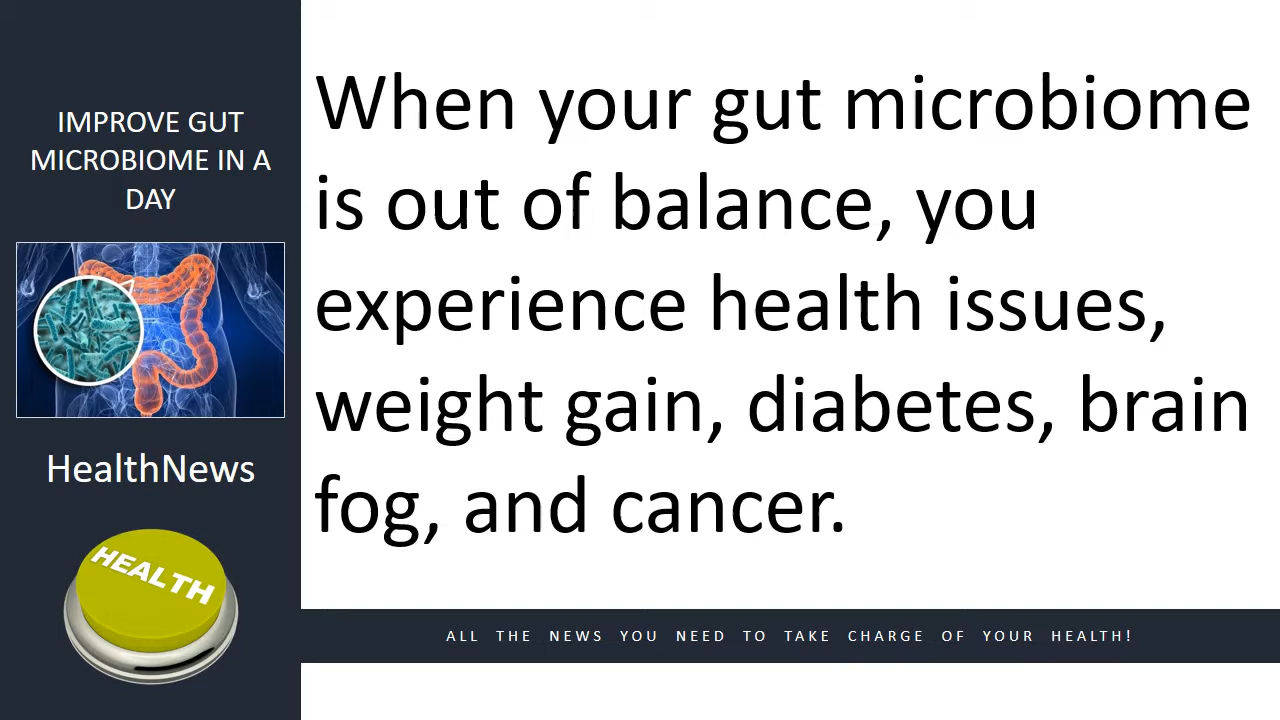 IMPROVE GUT
MICROBIOME IN A
DAY
HealthNews
HEALTH
When your gut microbiome
is out of balance, you
experience health issues,
weight gain, diabetes, brain
fog, and cancer.
ALL THE NEWS YOU NEED TO TAKE CHARGE OF YOUR HEALTH!